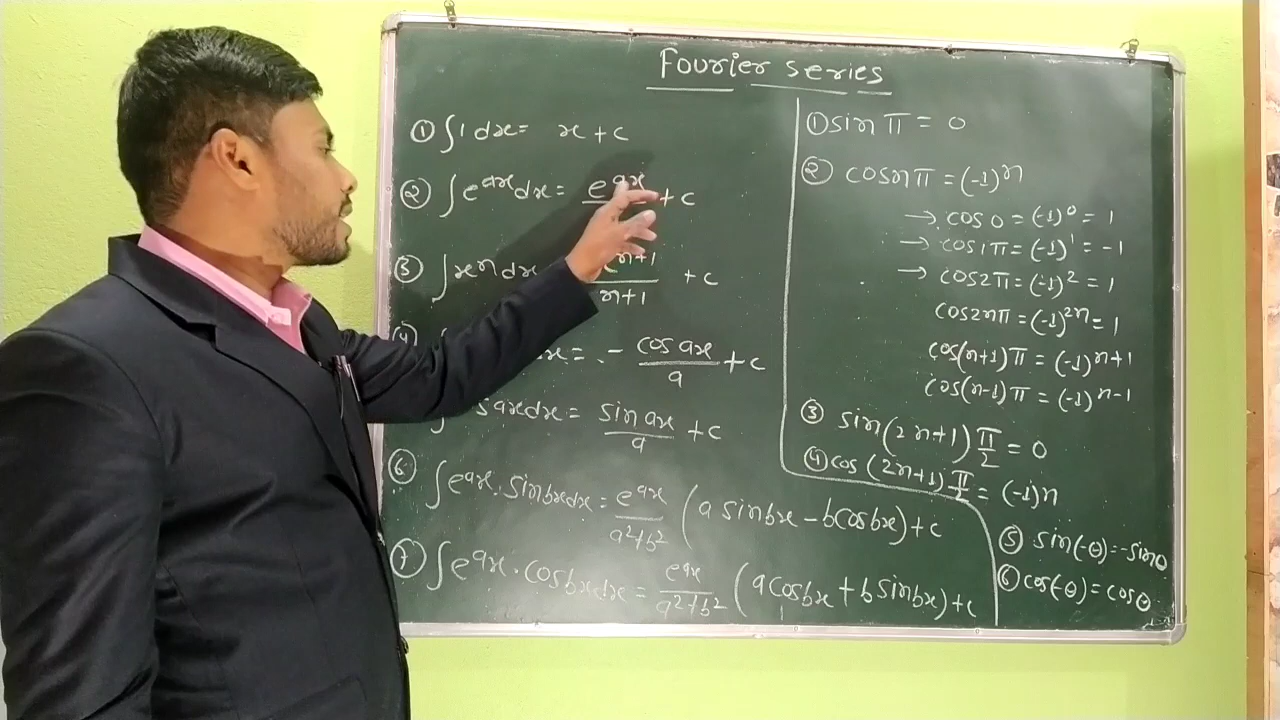 Fourier series
① ∫1 dx = x + c
② ∫e^ax dx = e^ax + c
③ ∫x^n dx x^n+1/n+1 + c
④ dx = - cos ax/a + c
s ax dx = sin ax/a + c
⑥ ∫e^ax . sin bx dx = e^ax/a²+b² (a sin bx - b cos bx) + c
⑦ ∫e^ax . cos bx dx = e^ax/a²+b² (a cos bx + b sin bx) + c
① sin π = 0
② cos nπ = (-1)^n
→ cos 0 = (-1)^0 = 1
→ cos 1π = (-1)^1 = -1
→ cos 2π = (-1)^2 = 1
cos 2nπ = (-1)^2n = 1
cos(n+1)π = (-1)^n+1
cos(n-1)π = (-1)^n-1
③ sin(2n+1)π/2 = 0
④ cos(2n+1)π/2 = (-1)n
⑤ sin(-θ) = -sinθ
⑥ cos(-θ) = cosθ